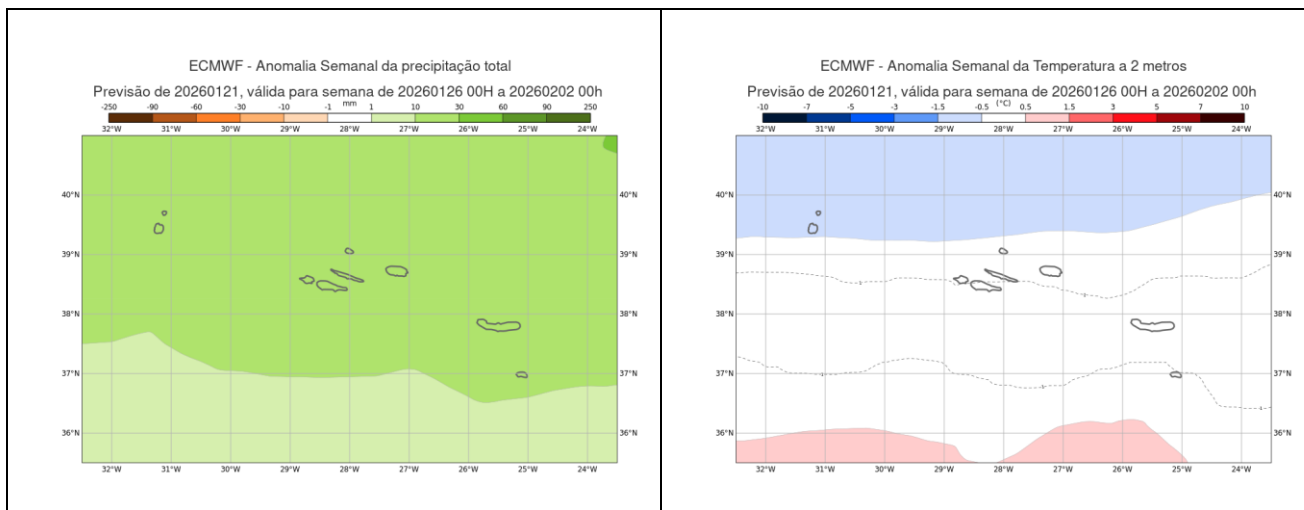 ECMWF - Anomalia Semanal da precipitação total
Previsão de 20260121, válida para semana de 20260126 00H a 20260202 00h
-250 -90 -60 -30 -10 -1 mm 1 10 30 60 90 250
32°W 31°W 30°W 29°W 28°W 27°W 26°W 25°W 24°W
40°N 40°N
39°N 39°N
38°N 38°N
37°N 37°N
36°N 36°N
32°W 31°W 30°W 29°W 28°W 27°W 26°W 25°W 24°W
ECMWF - Anomalia Semanal da Temperatura a 2 metros
Previsão de 20260121, válida para semana de 20260126 00H a 20260202 00h
-10 -7 -5 -3 -1.5 -0.5 (°C) 0.5 1.5 3 5 7 10
32°W 31°W 30°W 29°W 28°W 27°W 26°W 25°W 24°W
40°N 40°N
39°N 39°N
38°N 38°N
37°N 37°N
36°N 36°N
32°W 31°W 30°W 29°W 28°W 27°W 26°W 25°W 24°W